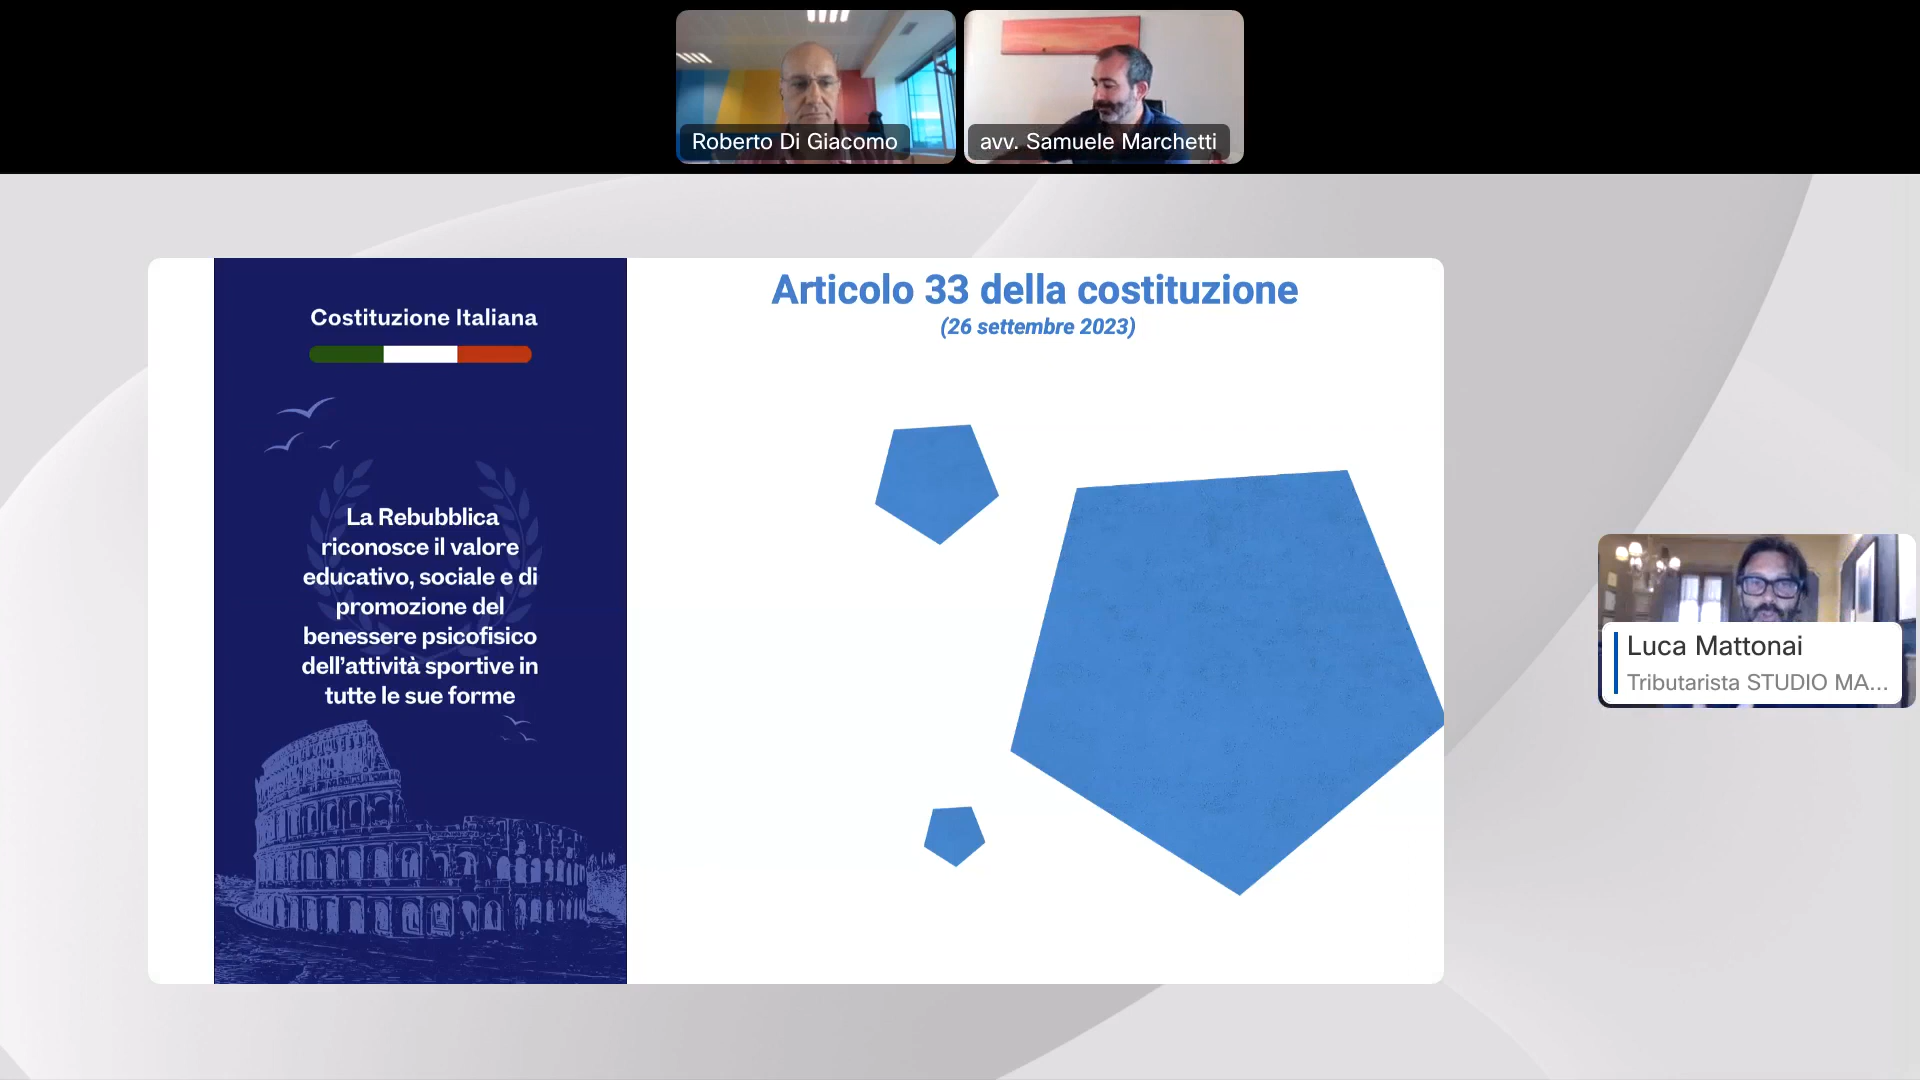 Roberto Di Giacomo
avv. Samuele Marchetti
Costituzione Italiana
La Rebubblica
riconosce il valore
educativo, sociale e di
promozione del
benessere psicofisico
dell’attività sportive in
tutte le sue forme
Articolo 33 della costituzione
(26 settembre 2023)
Luca Mattonai
Tributarista STUDIO MA...